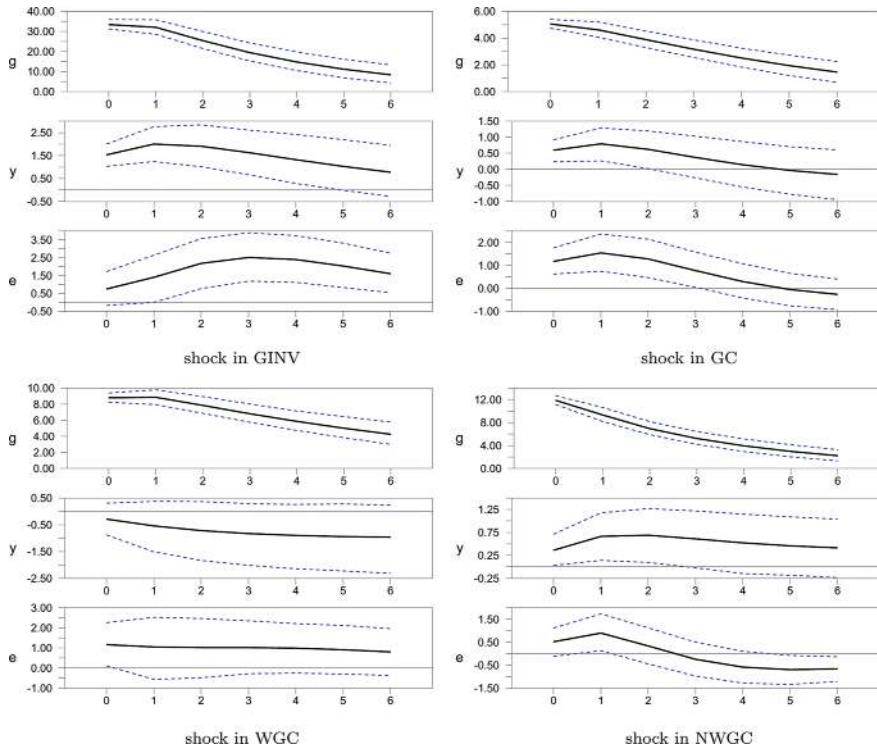 40.00
30.00
g 20.00
10.00
0.00
0 1 2 3 4 5 6
2.50
1.50
y
0.50
-0.50
0 1 2 3 4 5 6
3.50
2.50
e 1.50
0.50
-0.50
0 1 2 3 4 5 6
shock in GINV
6.00
4.00
g
2.00
0.00
0 1 2 3 4 5 6
1.50
1.00
0.50
y 0.00
-0.50
-1.00
0 1 2 3 4 5 6
2.00
1.00
e
0.00
-1.00
0 1 2 3 4 5 6
shock in GC
10.00
8.00
6.00
g 4.00
2.00
0.00
0 1 2 3 4 5 6
0.50
-0.50
y
-1.50
-2.50
0 1 2 3 4 5 6
3.00
2.00
e 1.00
0.00
-1.00
0 1 2 3 4 5 6
shock in WGC
12.00
8.00
g
4.00
0.00
0 1 2 3 4 5 6
1.25
0.75
y
0.25
-0.25
0 1 2 3 4 5 6
1.50
0.50
e
-0.50
-1.50
0 1 2 3 4 5 6
shock in NWGC